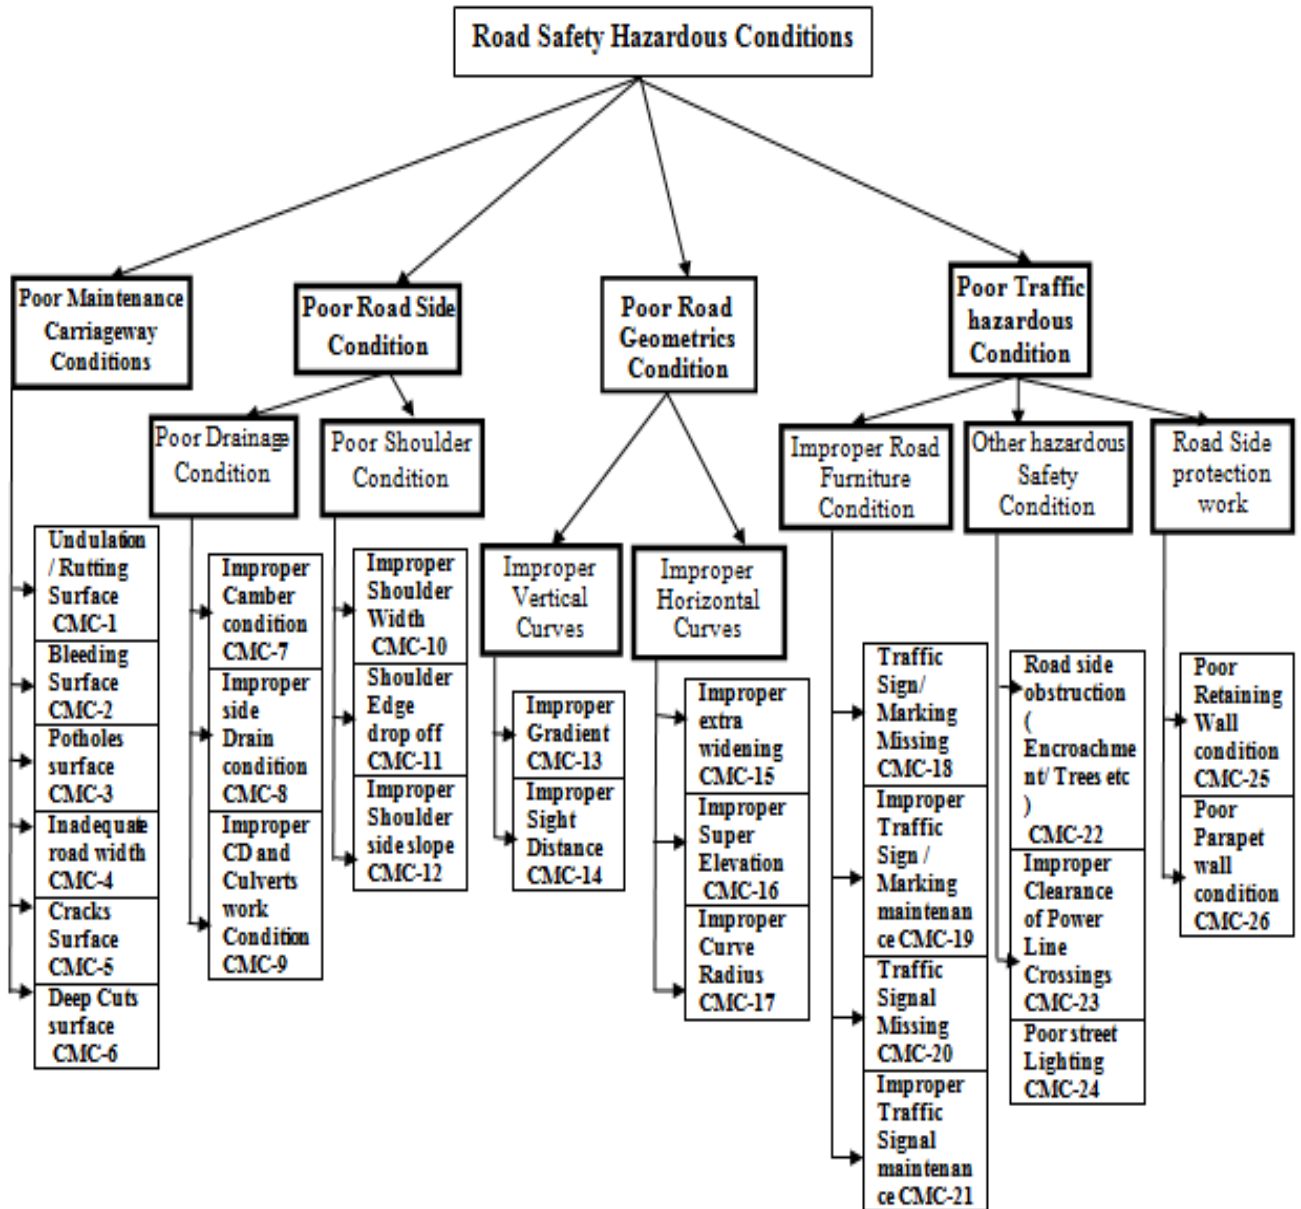 Road Safety Hazardous Conditions
Poor Maintenance
Carriageway
Conditions
Poor Road Side
Condition
Poor Road
Geometrics
Condition
Poor Traffic
hazardous
Condition
Poor Drainage
Condition
Poor Shoulder
Condition
Improper
Vertical
Curves
Improper
Horizontal
Curves
Improper Road
Furniture
Condition
Other hazardous
Safety
Condition
Road Side
protection
work
Undulation
/ Rutting
Surface
CMC-1
Bleeding
Surface
CMC-2
Potholes
surface
CMC-3
Inadequate
road width
CMC-4
Cracks
Surface
CMC-5
Deep Cuts
surface
CMC-6
Improper
Camber
condition
CMC-7
Improper
side
Drain
condition
CMC-8
Improper
CD and
Culverts
work
Condition
CMC-9
Improper
Shoulder
Width
CMC-10
Shoulder
Edge
drop off
CMC-11
Improper
Shoulder
side slope
CMC-12
Improper
Gradient
CMC-13
Improper
Sight
Distance
CMC-14
Improper
extra
widening
CMC-15
Improper
Super
Elevation
CMC-16
Improper
Curve
Radius
CMC-17
Traffic
Sign/
Marking
Missing
CMC-18
Improper
Traffic
Sign /
Marking
maintenan
ce CMC-19
Traffic
Signal
Missing
CMC-20
Improper
Traffic
Signal
maintenan
ce CMC-21
Road side
obstruction
(
Encroachme
nt/ Trees etc
)
CMC-22
Improper
Clearance
of Power
Line
Crossings
CMC-23
Poor street
Lighting
CMC-24
Poor
Retaining
Wall
condition
CMC-25
Poor
Parapet
wall
condition
CMC-26